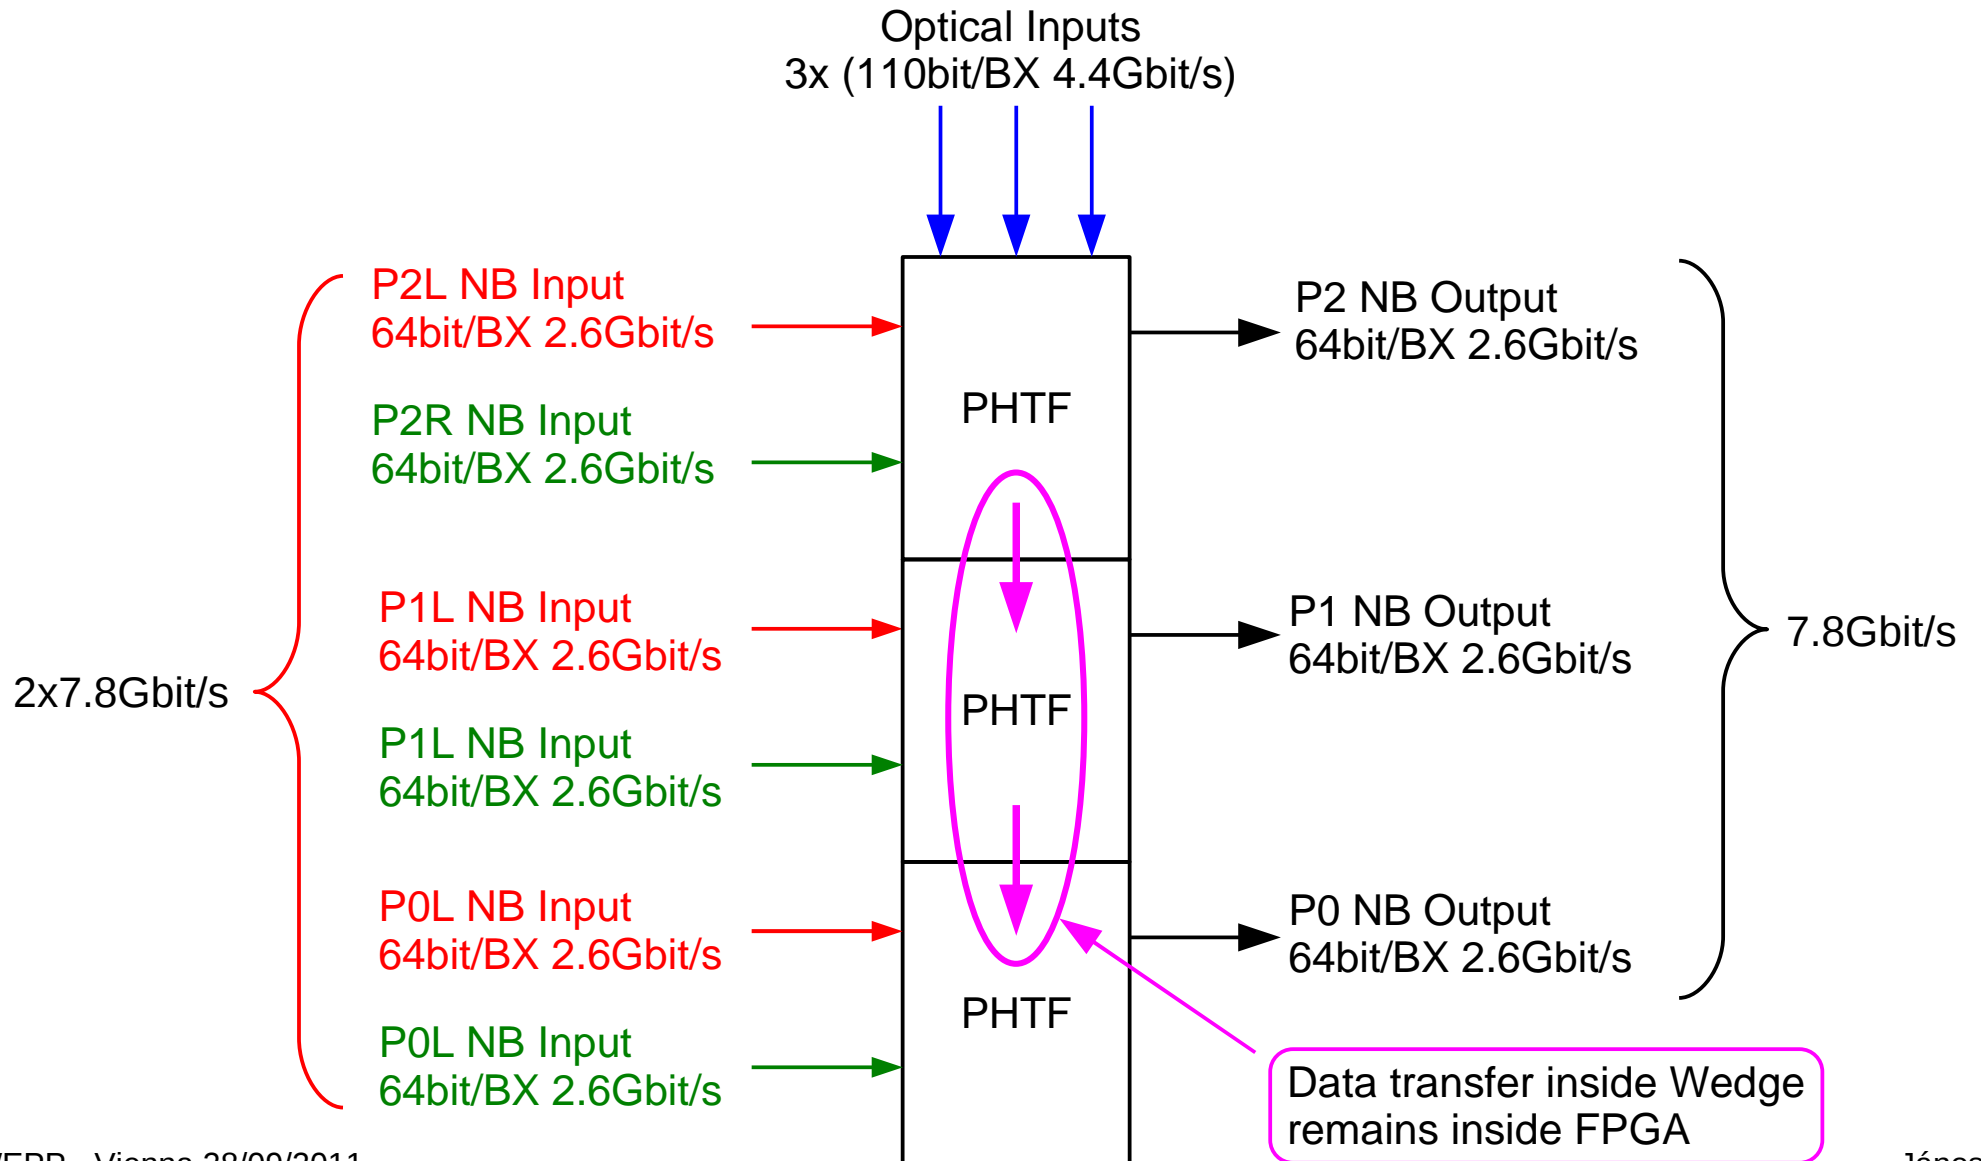 Optical Inputs
3x (110bit/BX 4.4Gbit/s)
P2L NB Input
64bit/BX 2.6Gbit/s
P2R NB Input
64bit/BX 2.6Gbit/s
P1L NB Input
64bit/BX 2.6Gbit/s
P1L NB Input
64bit/BX 2.6Gbit/s
P0L NB Input
64bit/BX 2.6Gbit/s
P0L NB Input
64bit/BX 2.6Gbit/s
2x7.8Gbit/s
PHTF
PHTF
PHTF
P2 NB Output
64bit/BX 2.6Gbit/s
P1 NB Output
64bit/BX 2.6Gbit/s
P0 NB Output
64bit/BX 2.6Gbit/s
7.8Gbit/s
Data transfer inside Wedge
remains inside FPGA
Vienna 28/09/2011